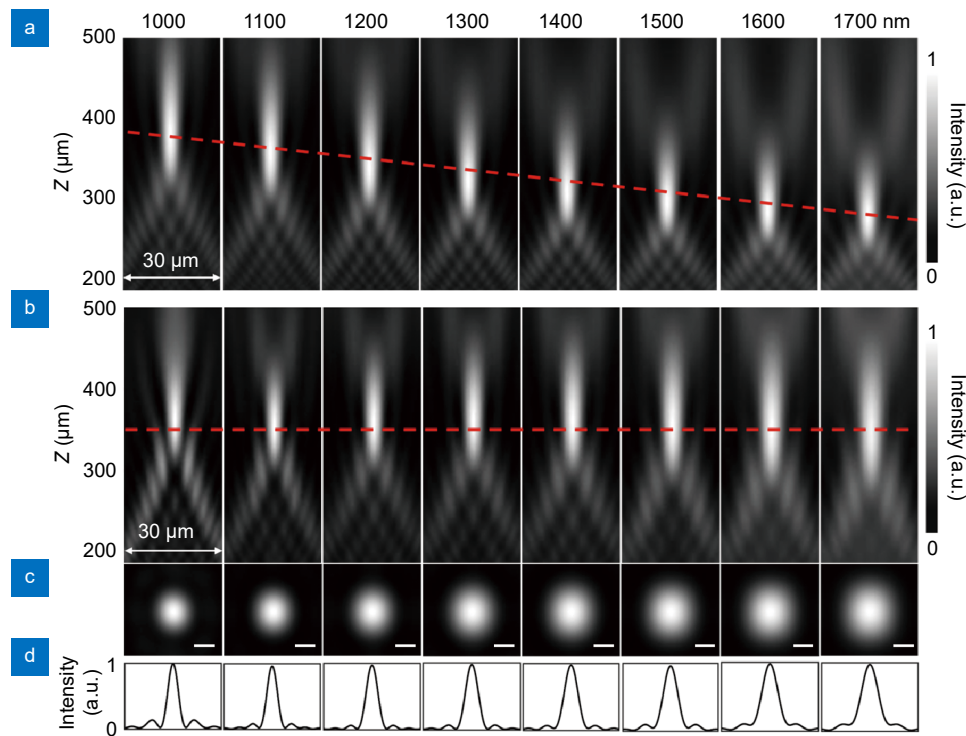 a
1000 1100 1200 1300 1400 1500 1600 1700 nm
500
400
300
200
Z (μm)
30 μm
1
0
Intensity (a.u.)
b
500
400
300
200
Z (μm)
30 μm
1
0
Intensity (a.u.)
c
d
Intensity
(a.u.)
1
0